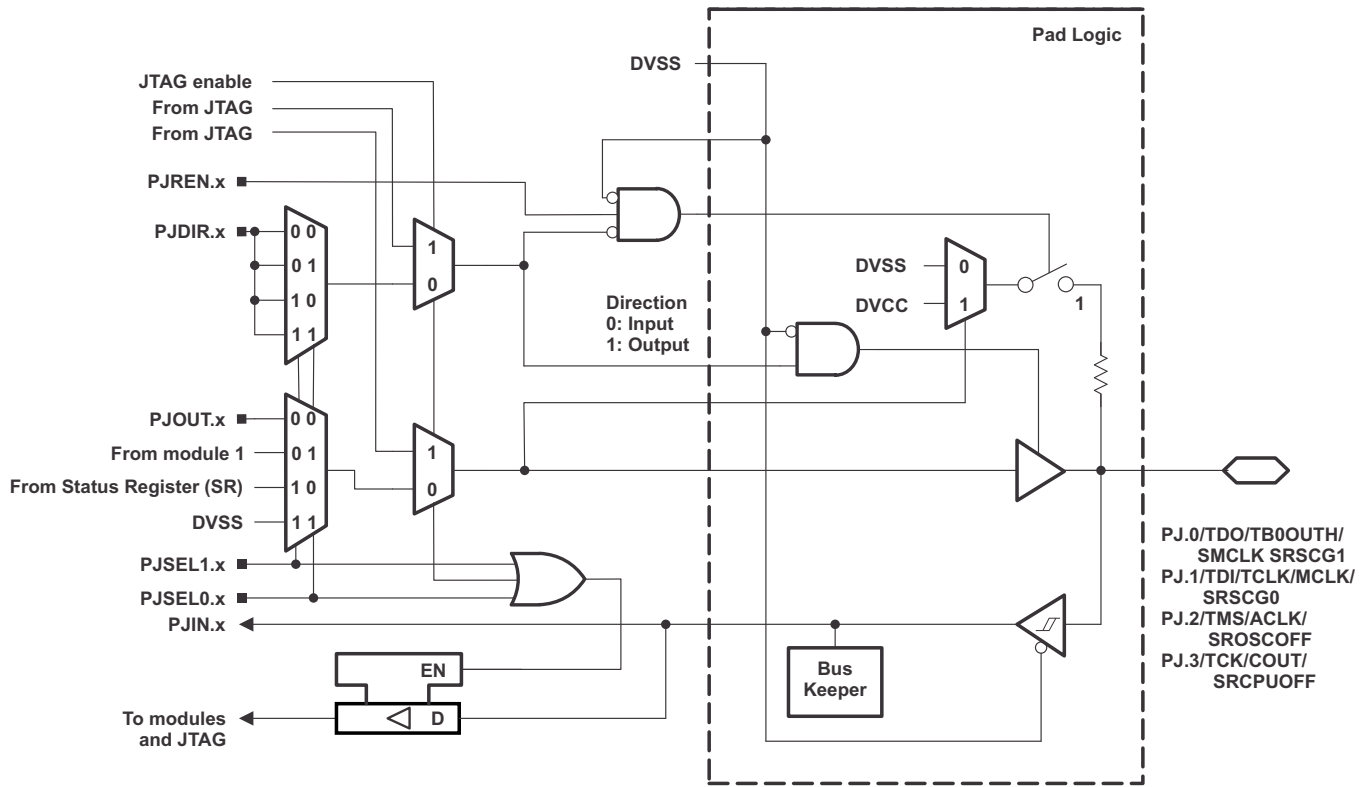 Pad Logic
DVSS
JTAG enable
From JTAG
From JTAG
PJREN.x
PJDIR.x
0 0
0 1
1 0
1 1
1
0
Direction
0: Input
1: Output
DVSS
DVCC
0
1
1
PJOUT.x
From module 1
From Status Register (SR)
DVSS
0 0
0 1
1 0
1 1
1
0
PJSEL1.x
PJSEL0.x
PJIN.x
EN
D
To modules
and JTAG
Bus
Keeper
PJ.0/TDO/TB0OUTH/
SMCLK SRSCG1
PJ.1/TDI/TCLK/MCLK/
SRSCG0
PJ.2/TMS/ACLK/
SROSCOFF
PJ.3/TCK/COUT/
SRCPUOFF